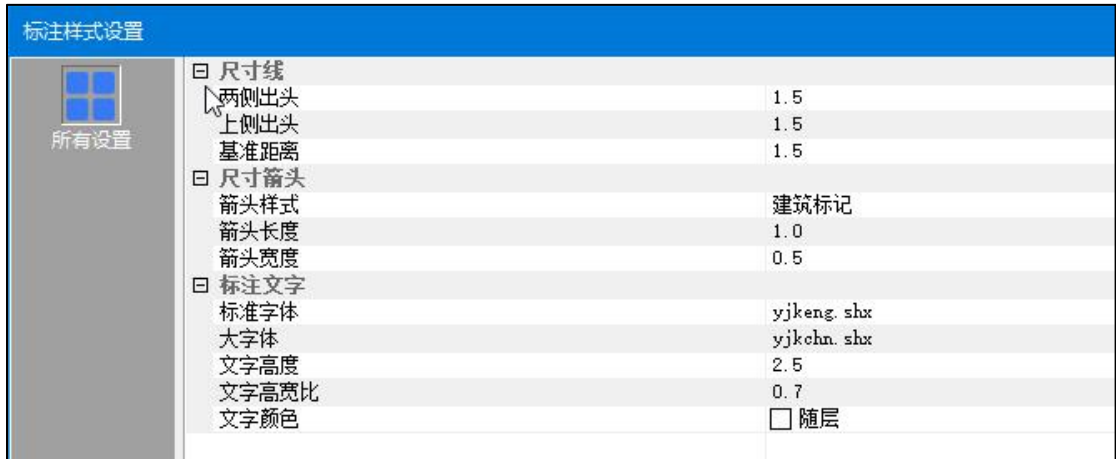 标注样式设置
所有设置
尺寸线
两侧出头 1.5
上侧出头 1.5
基准距离 1.5
尺寸箭头
箭头样式 建筑标记
箭头长度 1.0
箭头宽度 0.5
标注文字
标准字体 yjkeng.shx
大字体 yjkchn.shx
文字高度 2.5
文字高宽比 0.7
文字颜色 随层